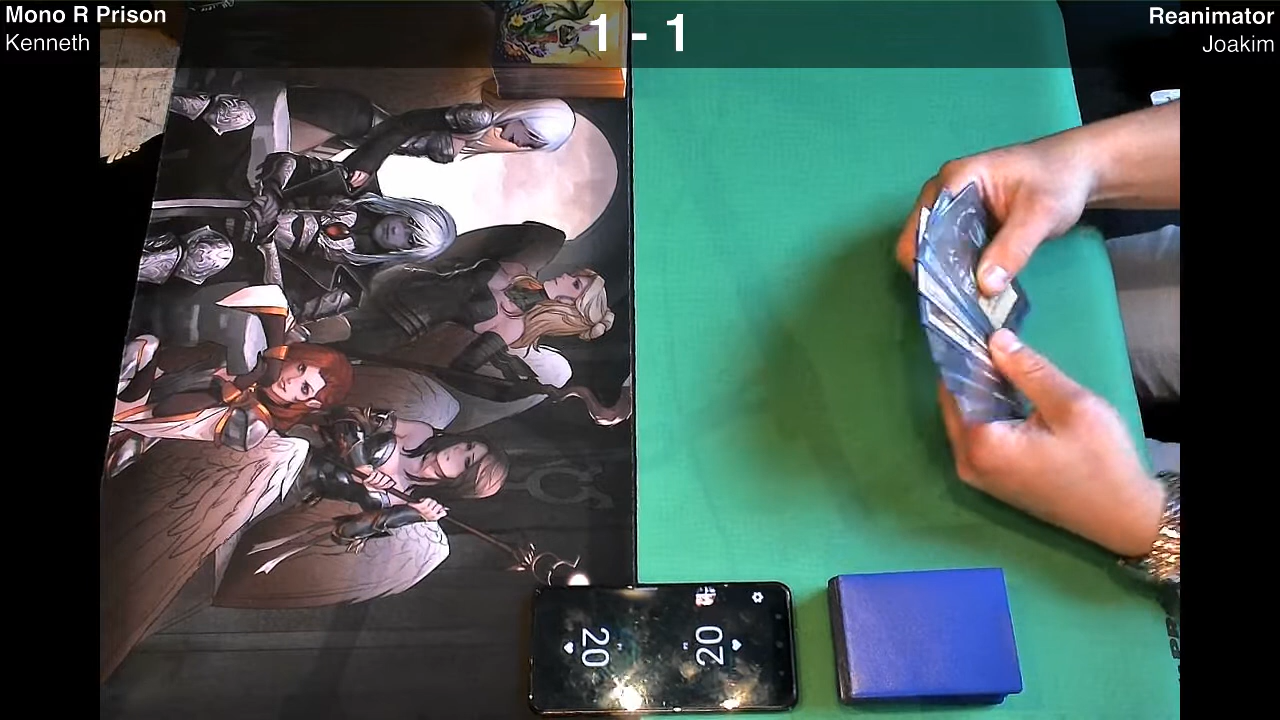 Mono R Prison
Kenneth
1 - 1
Reanimator
Joakim
20
20